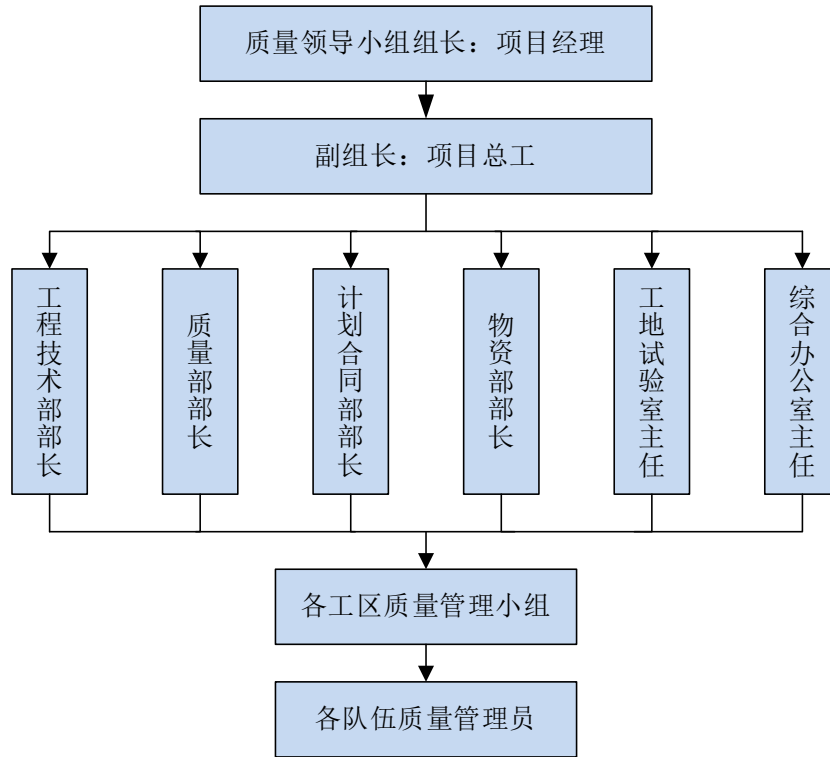 质量领导小组组长：项目经理
副组长：项目总工
工程技术部部长
质量部部长
计划合同部部长
物资部部长
工地试验室主任
综合办公室主任
各工区质量管理小组
各队伍质量管理员